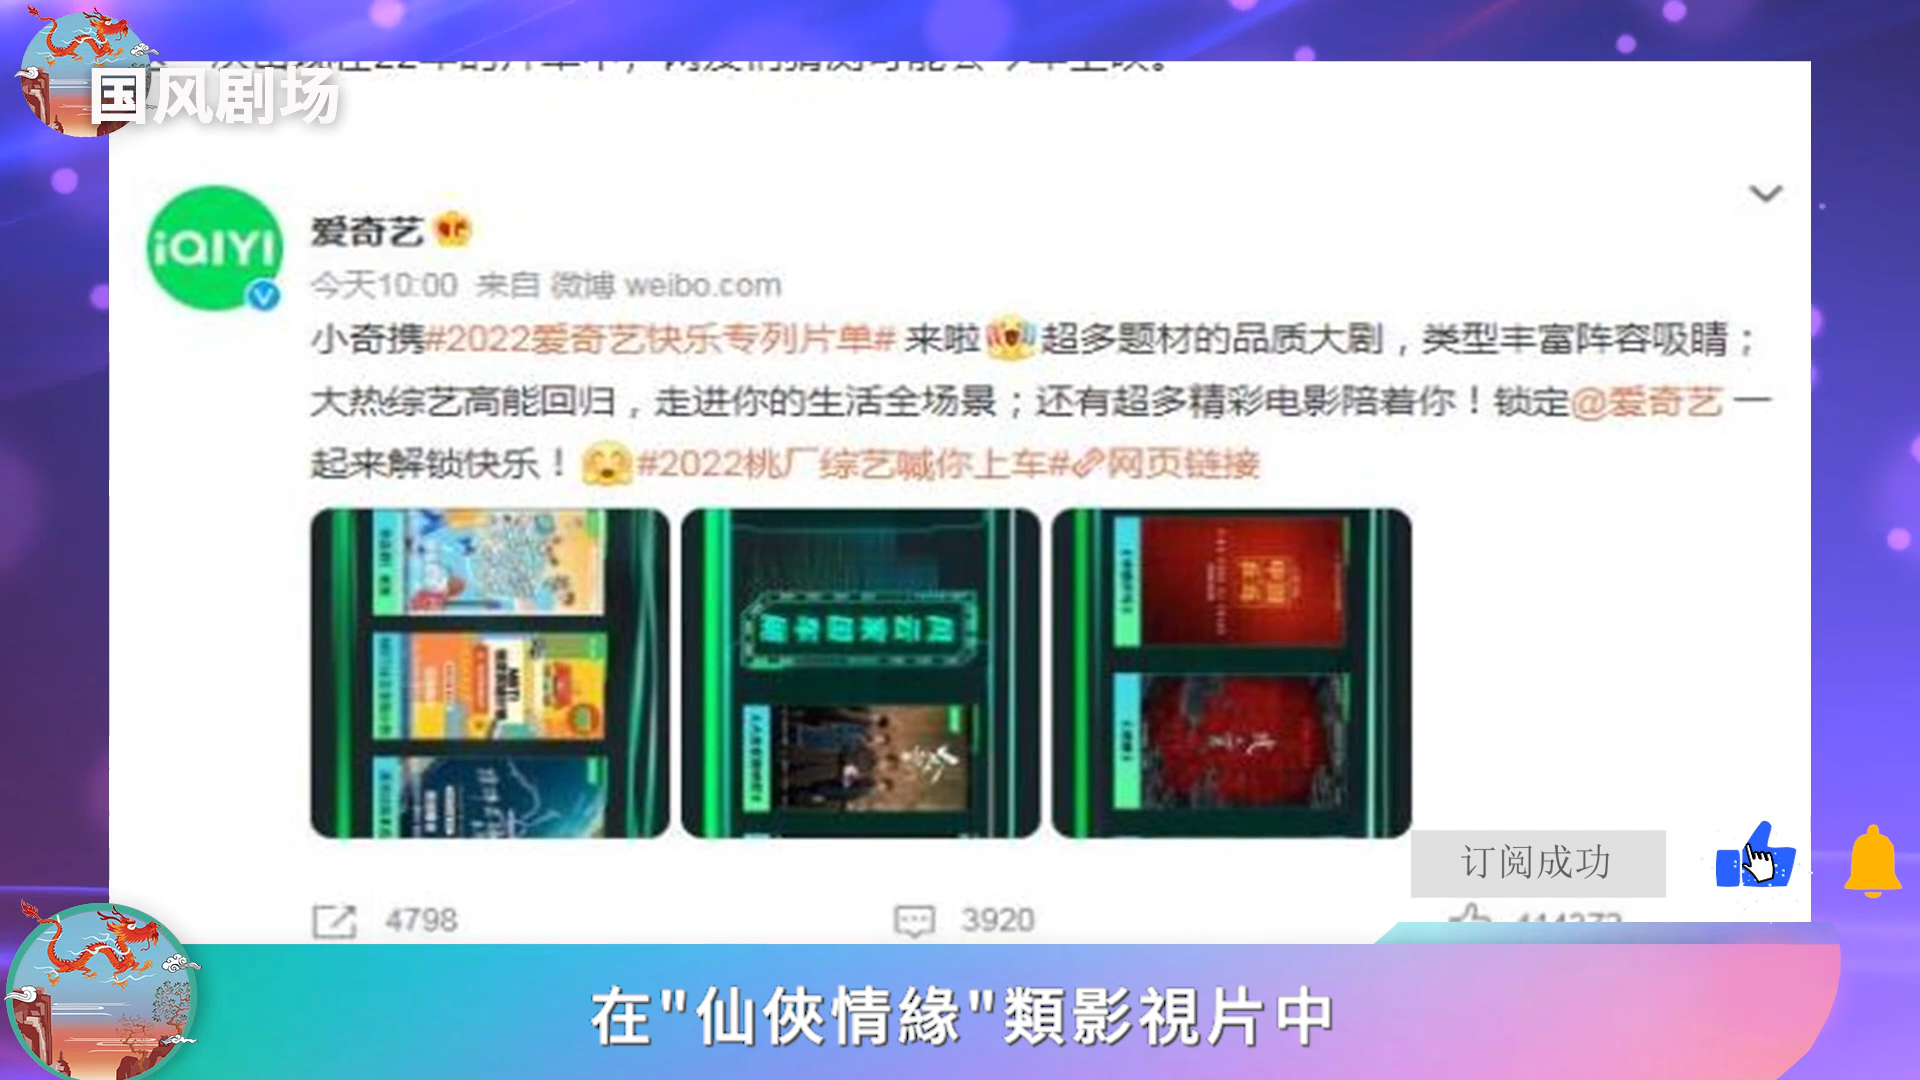 国风剧场
iQIYI
爱奇艺
今天10:00 来自 微博 weibo.com
小奇携#2022爱奇艺快乐专列片单# 来啦 超多题材的品质大剧，类型丰富阵容吸睛；
大热综艺高能回归，走进你的生活全场景；还有超多精彩电影陪着你！锁定@爱奇艺 一
起来解锁快乐！ #2022桃厂综艺喊你上车# 网页链接
订阅成功
4798
3920
在"仙俠情緣"類影視片中